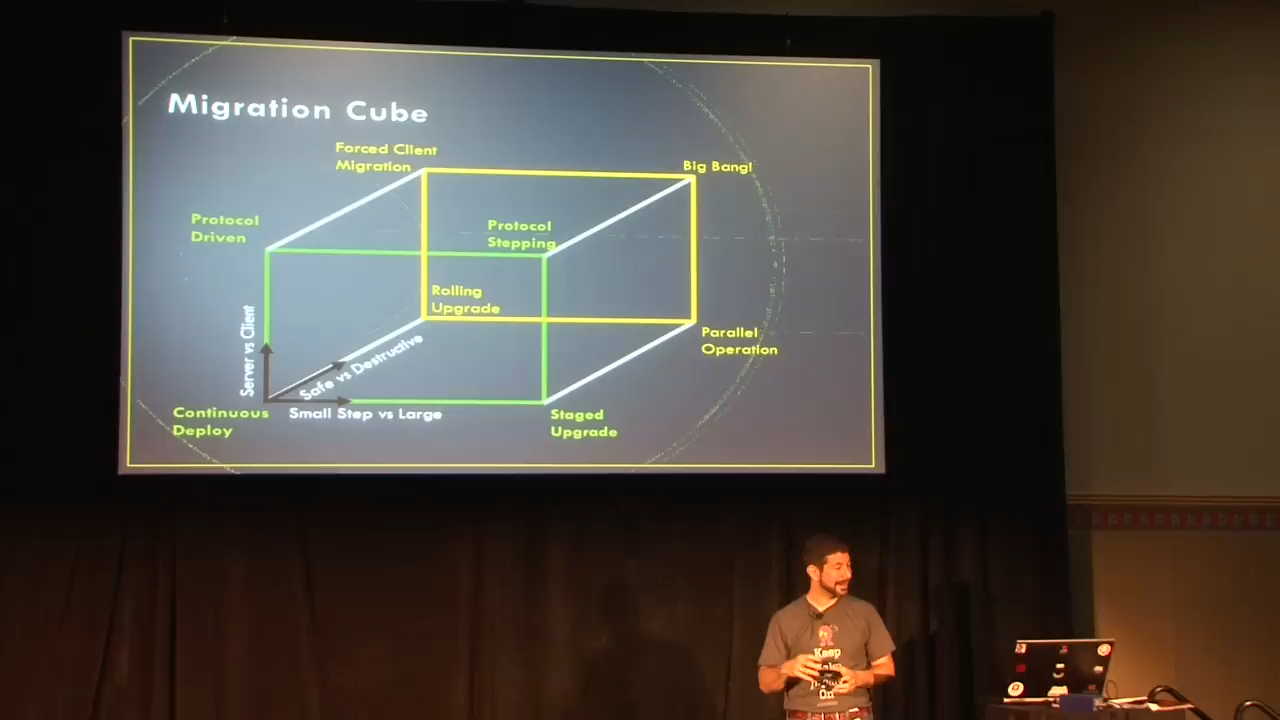 Migration Cube
Forced Client
Migration
Big Bang!
Protocol
Driven
Protocol
Stepping
Rolling
Upgrade
Parallel
Operation
Server vs Client
Safe vs Destructive
Small Step vs Large
Continuous
Deploy
Staged
Upgrade
Keep
On